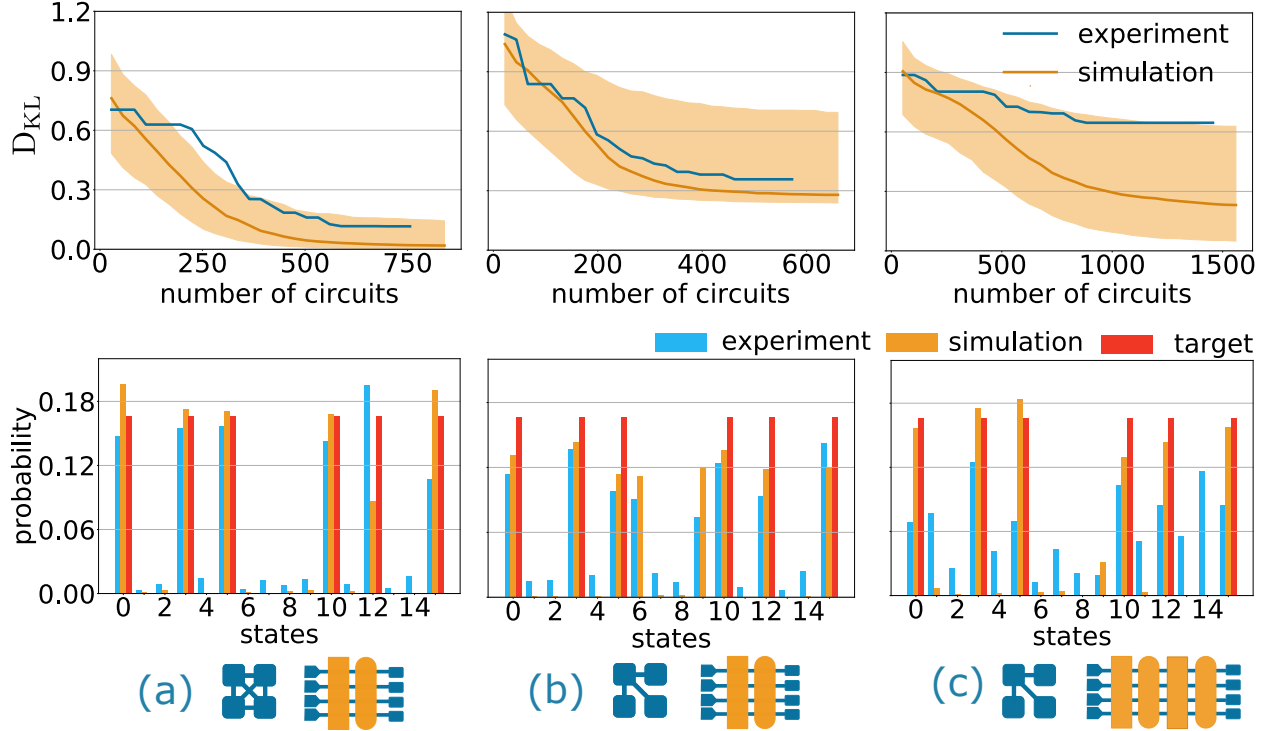 1.2
0.9
0.6
0.3
0.0
D_KL
0 250 500 750
number of circuits
0 200 400 600
number of circuits
experiment
simulation
0 500 1000 1500
number of circuits
experiment simulation target
0.18
0.12
0.06
0.00
probability
0 2 4 6 8 10 12 14
states
0 2 4 6 8 10 12 14
states
0 2 4 6 8 10 12 14
states
(a) (b) (c)